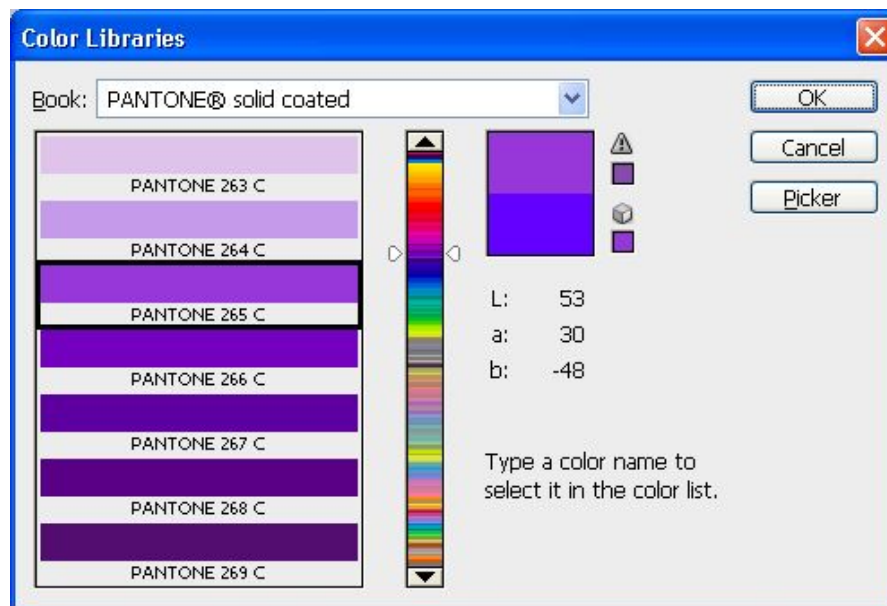 Color Libraries
Book: PANTONE® solid coated
OK
Cancel
Picker
PANTONE 263 C
PANTONE 264 C
PANTONE 265 C
PANTONE 266 C
PANTONE 267 C
PANTONE 268 C
PANTONE 269 C
L: 53
a: 30
b: -48
Type a color name to
select it in the color list.